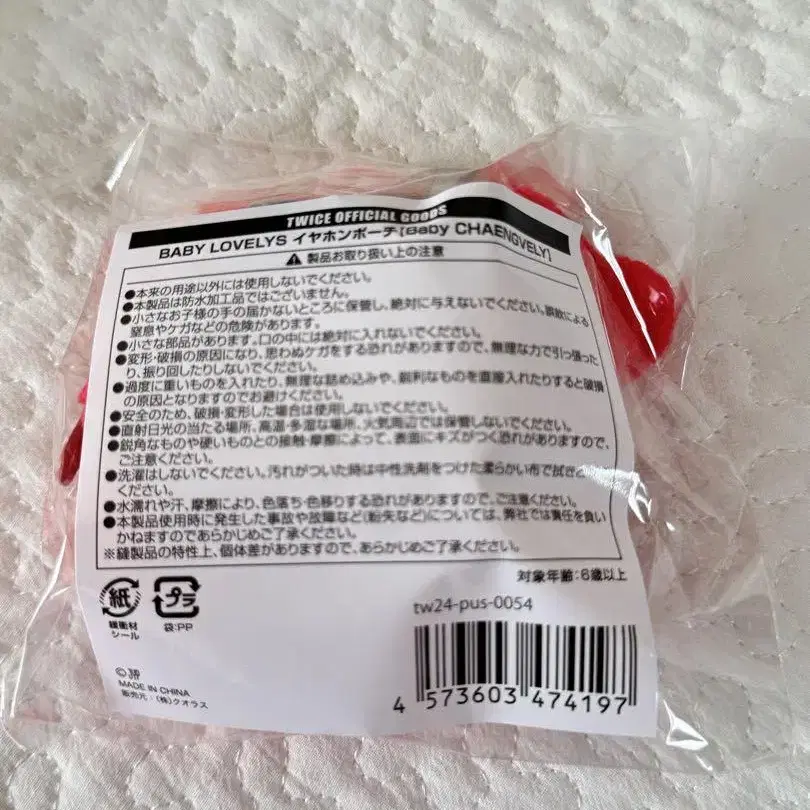 TWICE OFFICIAL GOODS
BABY LOVELYS イヤホンポーチ[Baby CHAENGVELY]
製品お取り扱い上の注意
●本来の用途以外には使用しないでください。
●本製品は防水加工品ではございません。
●小さなお子様の手の届かないところに保管し、絶対に与えないでください。誤飲による
窒息やケガなどの危険があります。
●小さな部品があります。口の中には絶対に入れないでください。
●変形・破損の原因になり、思わぬケガをする恐れがありますので、無理な力で引っ張った
り、振り回したりしないでください。
●過度に重いものを入れたり、無理な詰め込みや、鋭利なものを直接入れたりすると破損
の原因となりますのでお避けください。
●安全のため、破損・変形した場合は使用しないでください。
●直射日光の当たる場所、高温・多湿な場所、火気周辺では保管しないでください。
●鋭角なものや硬いものとの接触・摩擦によって、表面にキズがつく恐れがありますので、
ご注意ください。
●洗濯はしないでください。汚れがついた時は中性洗剤をつけた柔らかい布で拭き
ください。
●水濡れや汗、摩擦により、色落ち・色移りする恐れがありますので、ご注意ください。
●本製品使用時に発生した事故や故障など(紛失など)については、弊社では責任を負い
かねますのであらかじめご了承ください。
※縫製品の特性上、個体差がありますので、あらかじめご了承ください。
対象年齢:6歳以上
紙
緩衝材
シール
プラ
袋:PP
tw24-pus-0054
4 573603 474197
©JYP
MADE IN CHINA
販売元:(株)クオラス